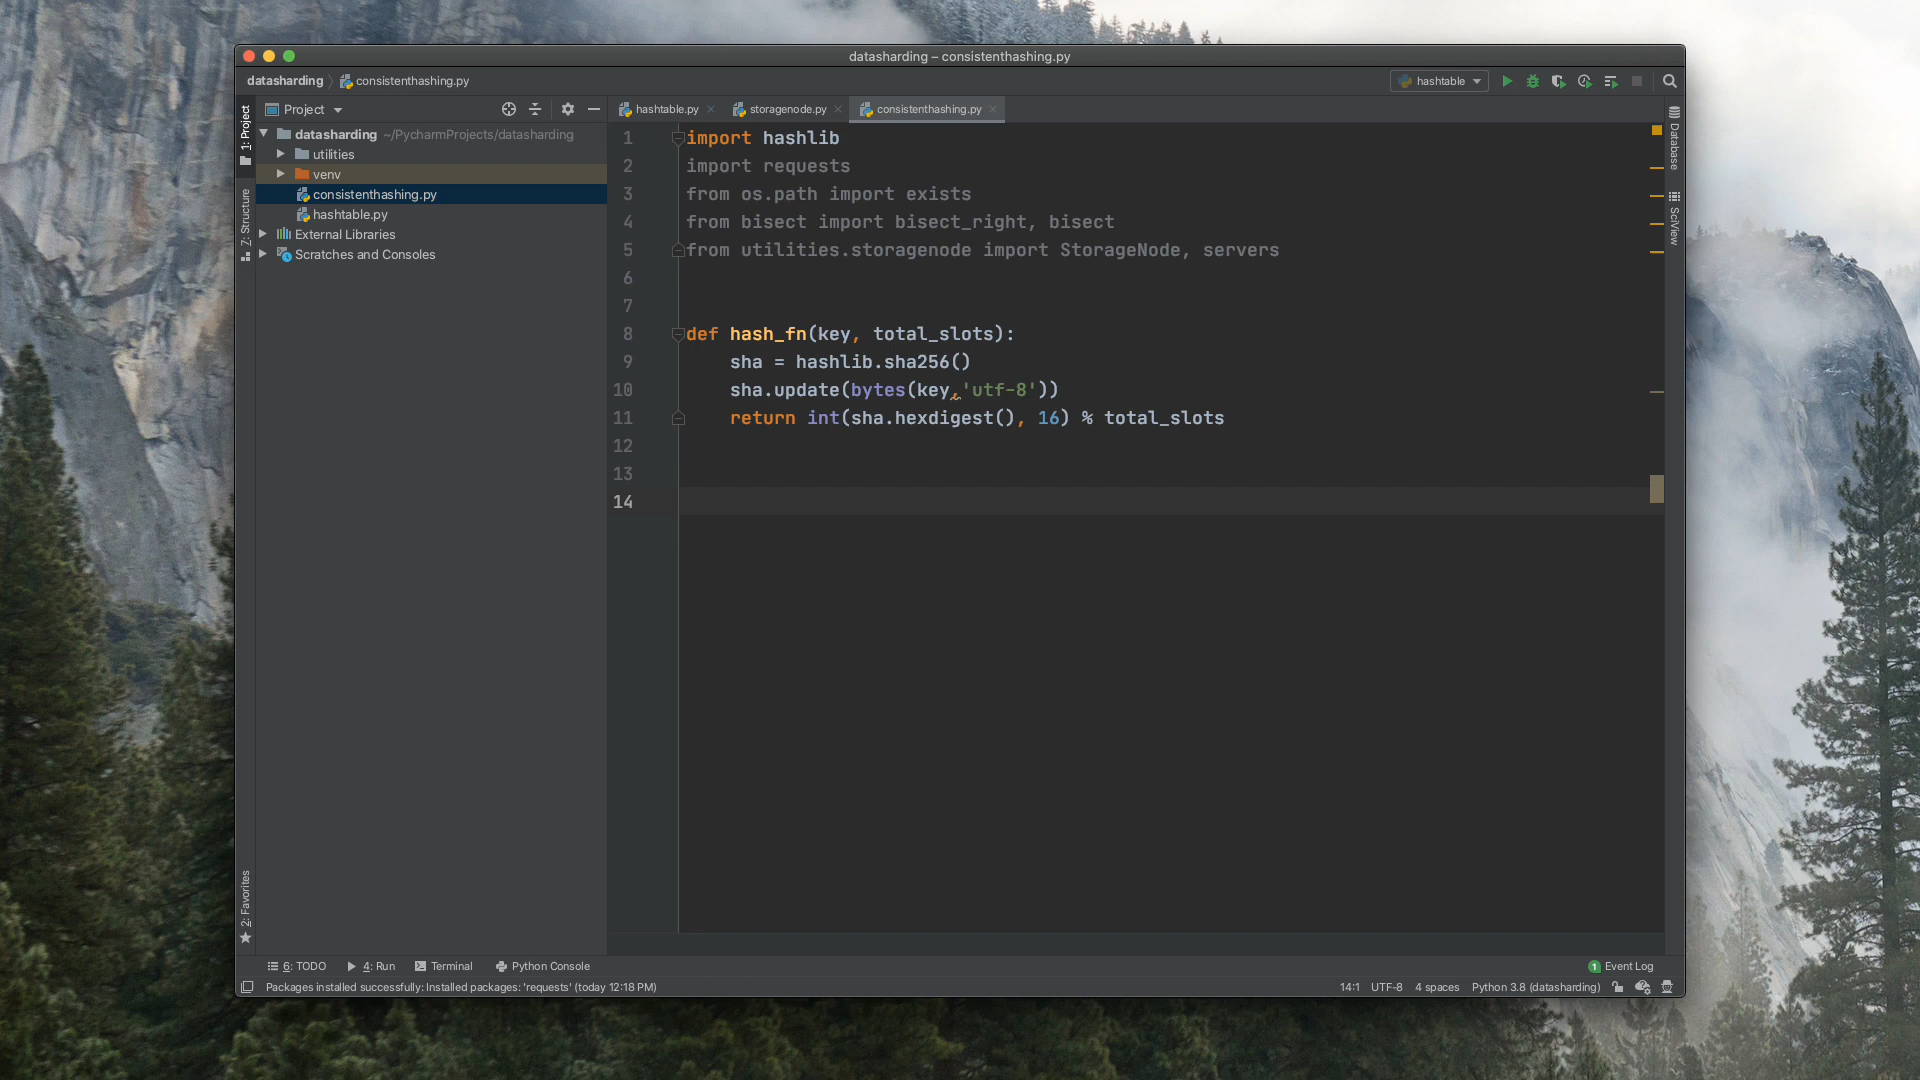 datasharding – consistenthashing.py
datasharding
consistenthashing.py
hashtable
1: Project
Z: Structure
2: Favorites
Project
datasharding ~/PycharmProjects/datasharding
utilities
venv
consistenthashing.py
hashtable.py
External Libraries
Scratches and Consoles
hashtable.py
storagenode.py
consistenthashing.py
1 import hashlib
2 import requests
3 from os.path import exists
4 from bisect import bisect_right, bisect
5 from utilities.storagenode import StorageNode, servers
6
7
8 def hash_fn(key, total_slots):
9 sha = hashlib.sha256()
10 sha.update(bytes(key,'utf-8'))
11 return int(sha.hexdigest(), 16) % total_slots
12
13
14
Database
SciView
6: TODO
4: Run
Terminal
Python Console
1 Event Log
Packages installed successfully: Installed packages: 'requests' (today 12:18 PM)
14:1 UTF-8 4 spaces Python 3.8 (datasharding)